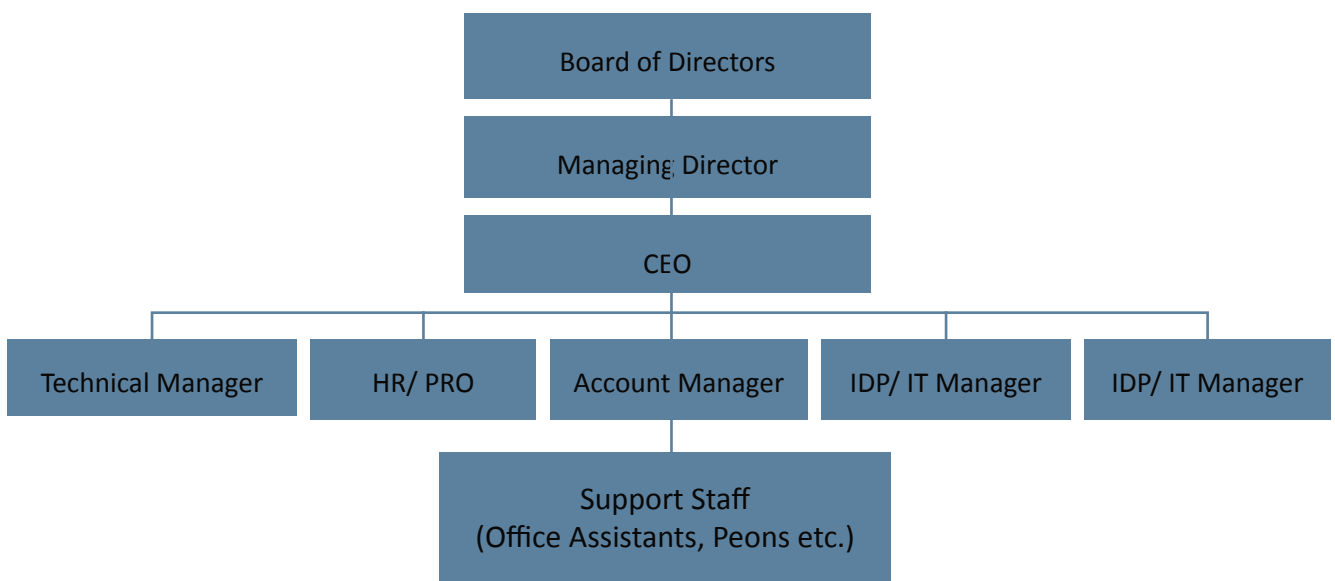 Board of Directors
Managing Director
CEO
Technical Manager
HR/ PRO
Account Manager
IDP/ IT Manager
IDP/ IT Manager
Support Staff
(Office Assistants, Peons etc.)